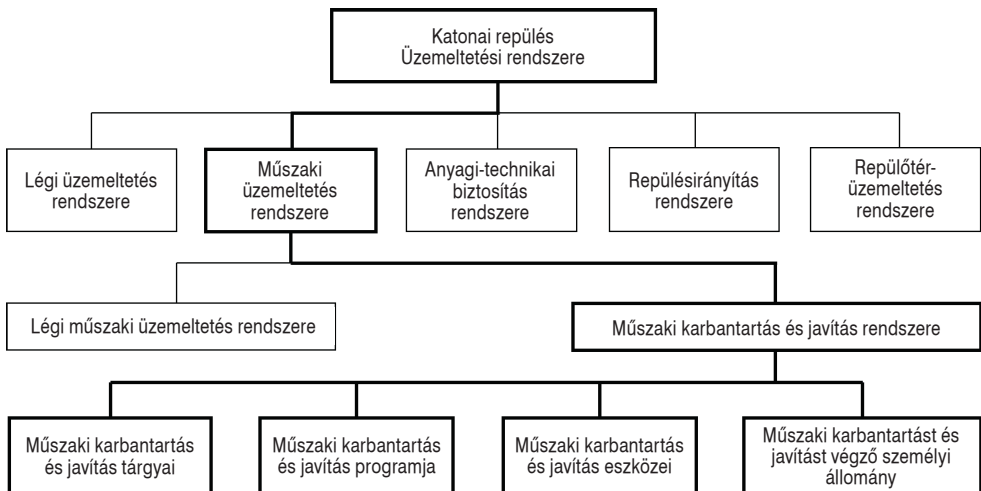 Katonai repülés
Üzemeltetési rendszere
Légi üzemeltetés
rendszere
Műszaki
üzemeltetés
rendszere
Anyagi-technikai
biztosítás
rendszere
Repülésirányítás
rendszere
Repülőtér-
üzemeltetés
rendszere
Légi műszaki üzemeltetés rendszere
Műszaki karbantartás és javítás rendszere
Műszaki karbantartás
és javítás tárgyai
Műszaki karbantartás
és javítás programja
Műszaki karbantartás
és javítás eszközei
Műszaki karbantartást és
javítást végző személyi
állomány